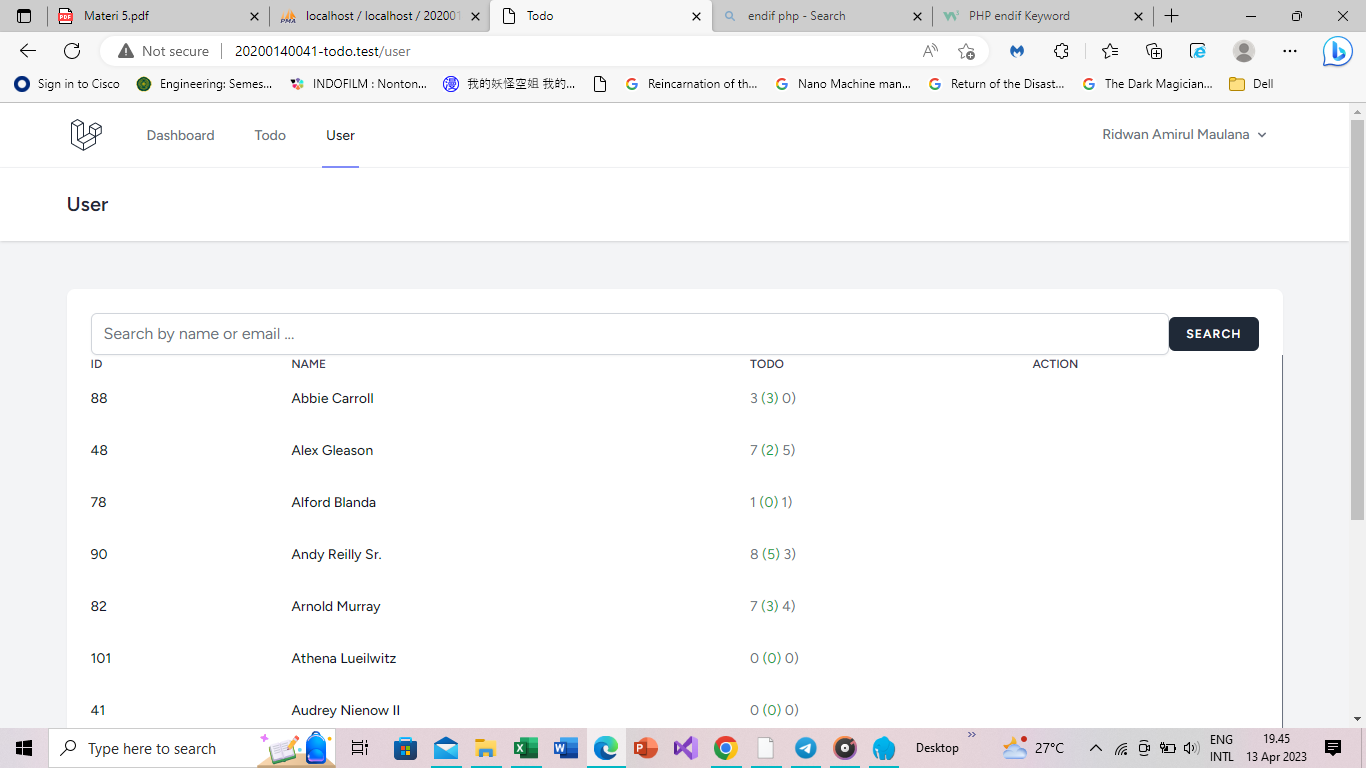 Materi 5.pdf
localhost / localhost / 202001
Todo
endif php - Search
PHP endif Keyword
Not secure
20200140041-todo.test/user
Sign in to Cisco
Engineering: Semes...
INDOFILM : Nonton...
我的妖怪空姐 我的...
Reincarnation of th...
Nano Machine man...
Return of the Disast...
The Dark Magician...
Dell
Dashboard
Todo
User
Ridwan Amirul Maulana
User
Search by name or email ...
SEARCH
ID NAME TODO ACTION
88 Abbie Carroll 3 (3) 0)
48 Alex Gleason 7 (2) 5)
78 Alford Blanda 1 (0) 1)
90 Andy Reilly Sr. 8 (5) 3)
82 Arnold Murray 7 (3) 4)
101 Athena Lueilwitz 0 (0) 0)
41 Audrey Nienow II 0 (0) 0)
Type here to search
Desktop
27°C
ENG
INTL
19.45
13 Apr 2023